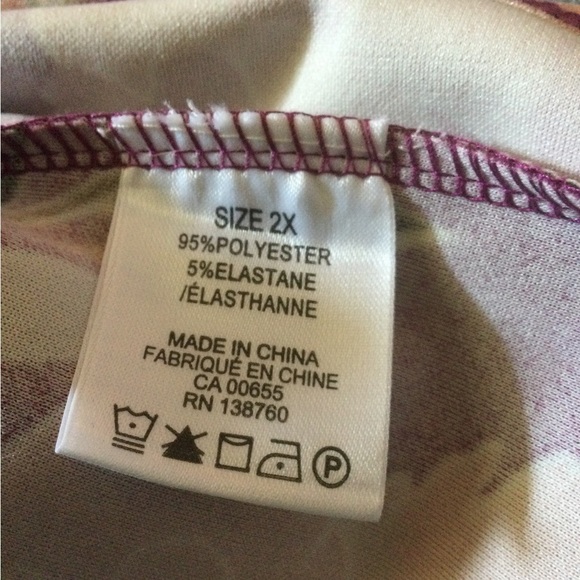 SIZE 2X
95%POLYESTER
5%ELASTANE
/ÉLASTHANNE
MADE IN CHINA
FABRIQUÉ EN CHINE
CA 00655
RN 138760
P